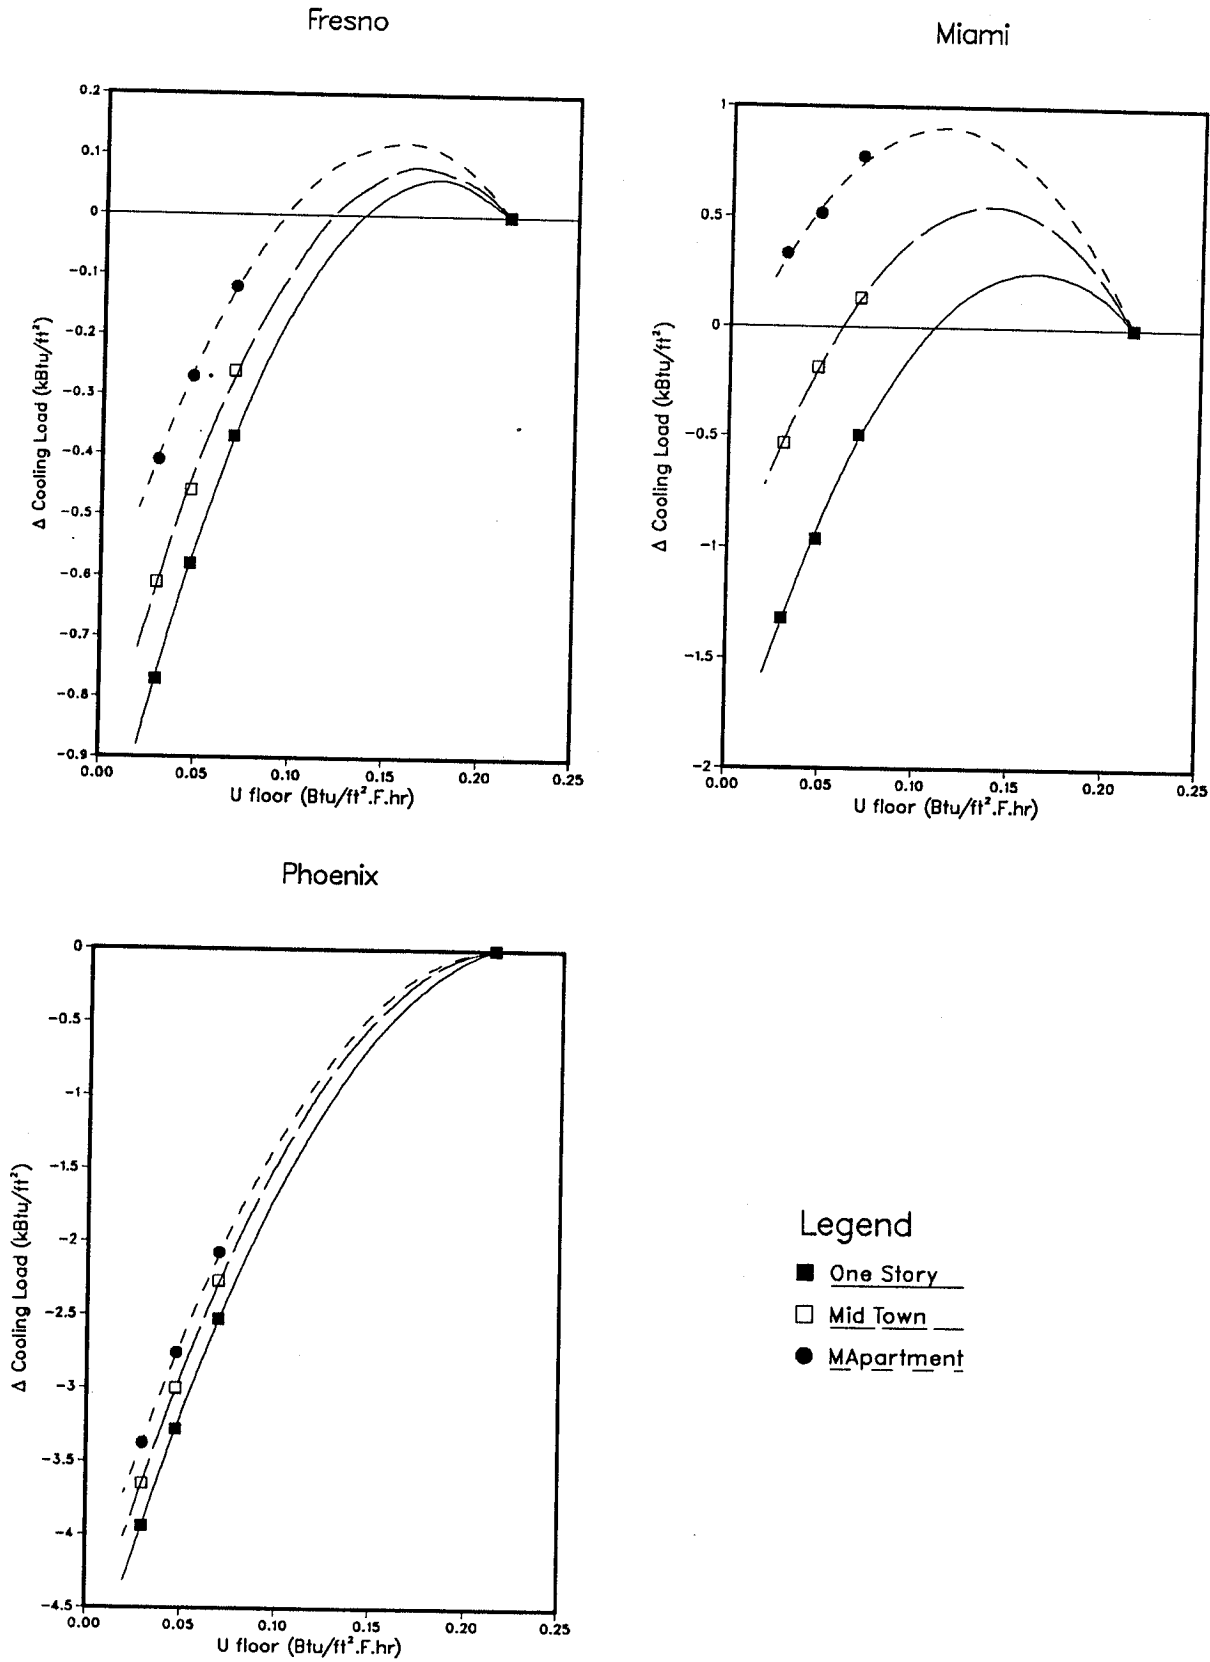 Fresno
0.2
0.1
0
-0.1
-0.2
-0.3
-0.4
-0.5
-0.6
-0.7
-0.8
-0.9
Δ Cooling Load (kBtu/ft²)
0.00 0.05 0.10 0.15 0.20 0.25
U floor (Btu/ft².F.hr)
Miami
1
0.5
0
-0.5
-1
-1.5
-2
Δ Cooling Load (kBtu/ft²)
0.00 0.05 0.10 0.15 0.20 0.25
U floor (Btu/ft².F.hr)
Phoenix
0
-0.5
-1
-1.5
-2
-2.5
-3
-3.5
-4
-4.5
Δ Cooling Load (kBtu/ft²)
0.00 0.05 0.10 0.15 0.20 0.25
U floor (Btu/ft².F.hr)
Legend
One Story
Mid Town
MApartment